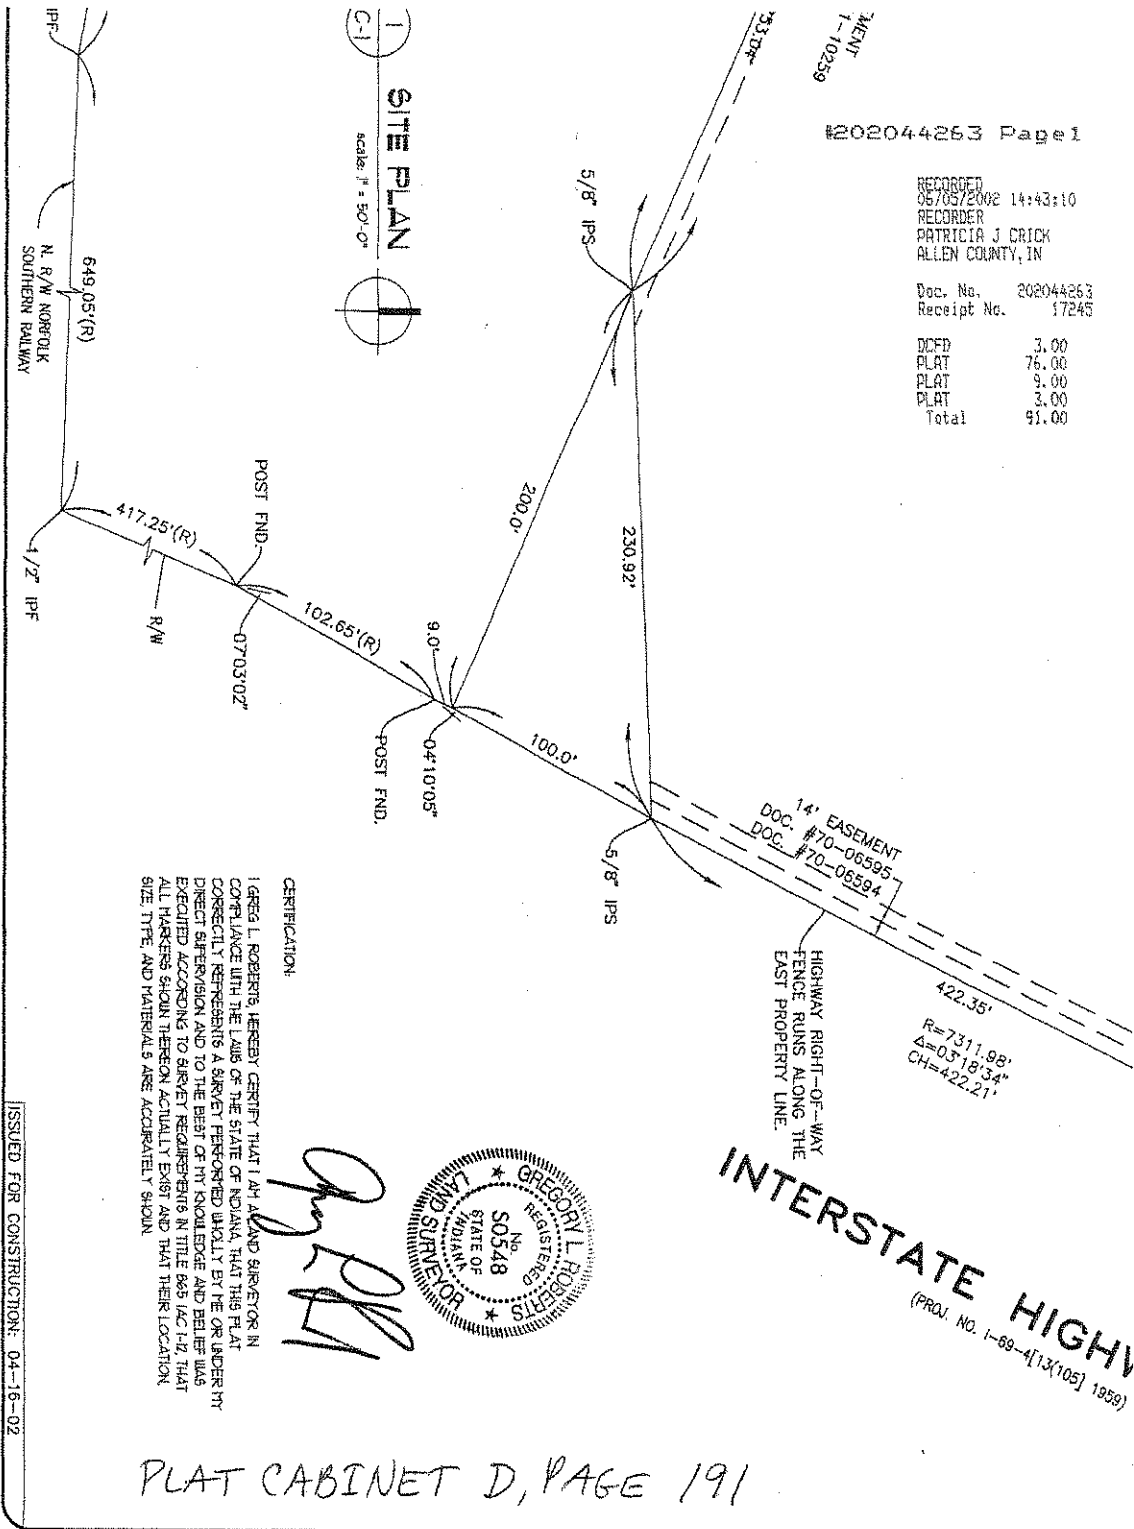 #202044263 Page1
RECORDED
06/05/2002 14:43:10
RECORDER
PATRICIA J CRICK
ALLEN COUNTY, IN
Doc. No. 202044263
Receipt No. 17245
DCFD 3.00
PLAT 76.00
PLAT 9.00
PLAT 3.00
Total 91.00
1-10259
53.04'
5/8" IPS
1
C-1
SITE PLAN
scale: 1" = 50'-0"
IPF
649.05'(R)
N. R/W NORFOLK
SOUTHERN RAILWAY
1/2" IPF
417.25'(R)
R/W
POST FND.
07°03'02"
102.65'(R)
9.0'
POST FND.
04°10'05"
200.0'
230.92'
100.0'
5/8" IPS
14' EASEMENT
DOC. #70-06595
DOC. #70-06594
HIGHWAY RIGHT-OF-WAY
FENCE RUNS ALONG THE
EAST PROPERTY LINE.
422.35'
R=7311.98'
Δ=03°18'34"
CH=422.21'
INTERSTATE HIGHW
(PROJ. NO. I-69-4[13(105] 1959)
CERTIFICATION:
I GREG L. ROBERTS, HEREBY CERTIFY THAT I AM A LAND SURVEYOR IN
COMPLIANCE WITH THE LAWS OF THE STATE OF INDIANA, THAT THIS PLAT
CORRECTLY REPRESENTS A SURVEY PERFORMED WHOLLY BY ME OR UNDER MY
DIRECT SUPERVISION AND TO THE BEST OF MY KNOWLEDGE AND BELIEF WAS
EXECUTED ACCORDING TO SURVEY REQUIREMENTS IN TITLE 865 IAC 1-12, THAT
ALL MARKERS SHOWN THEREON ACTUALLY EXIST AND THAT THEIR LOCATION,
SIZE, TYPE, AND MATERIALS ARE ACCURATELY SHOWN.
GREGORY L. ROBERTS
REGISTERED
No.
S0548
STATE OF
INDIANA
LAND SURVEYOR
ISSUED FOR CONSTRUCTION: 04-16-02
PLAT CABINET D, PAGE 191